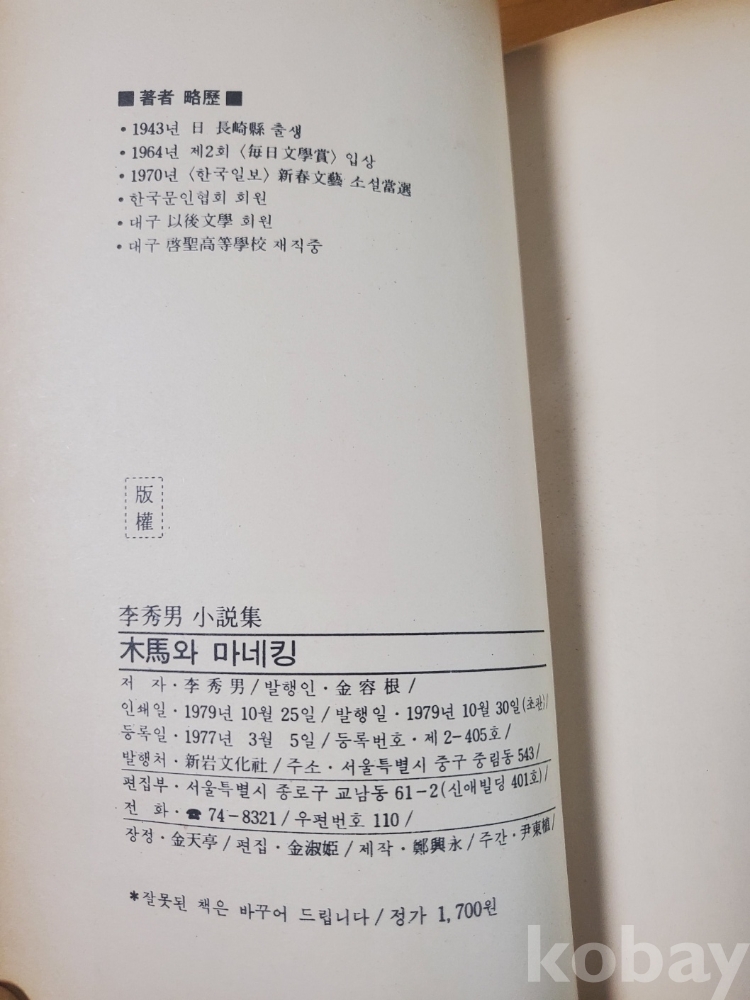 ■著者 略歷■
• 1943년 日 長崎縣 출생
• 1964년 제2회 〈每日文學賞〉 입상
• 1970년 〈한국일보〉 新春文藝 소설當選
• 한국문인협회 회원
• 대구 以後文學 회원
• 대구 啓聖高等學校 재직중
版
權
李秀男 小説集
木馬와 마네킹
저 자 · 李 秀 男 / 발행인 · 金 容 根 /
인쇄일 · 1979년 10월 25일 / 발행일 · 1979년 10월 30일(초판)/
등록일 · 1977년 3월 5일 / 등록번호 · 제 2-405호 /
발행처 · 新岩文化社 / 주소 · 서울특별시 중구 중림동 543 /
편집부 · 서울특별시 종로구 교남동 61-2 (신애빌딩 401호) /
전 화 · ☎ 74-8321 / 우편번호 110 /
장정 · 金天亭 / 편집 · 金淑姫 / 제작 · 鄭興永 / 주간 · 尹東植 /
*잘못된 책은 바꾸어 드립니다 / 정가 1,700원
kobay